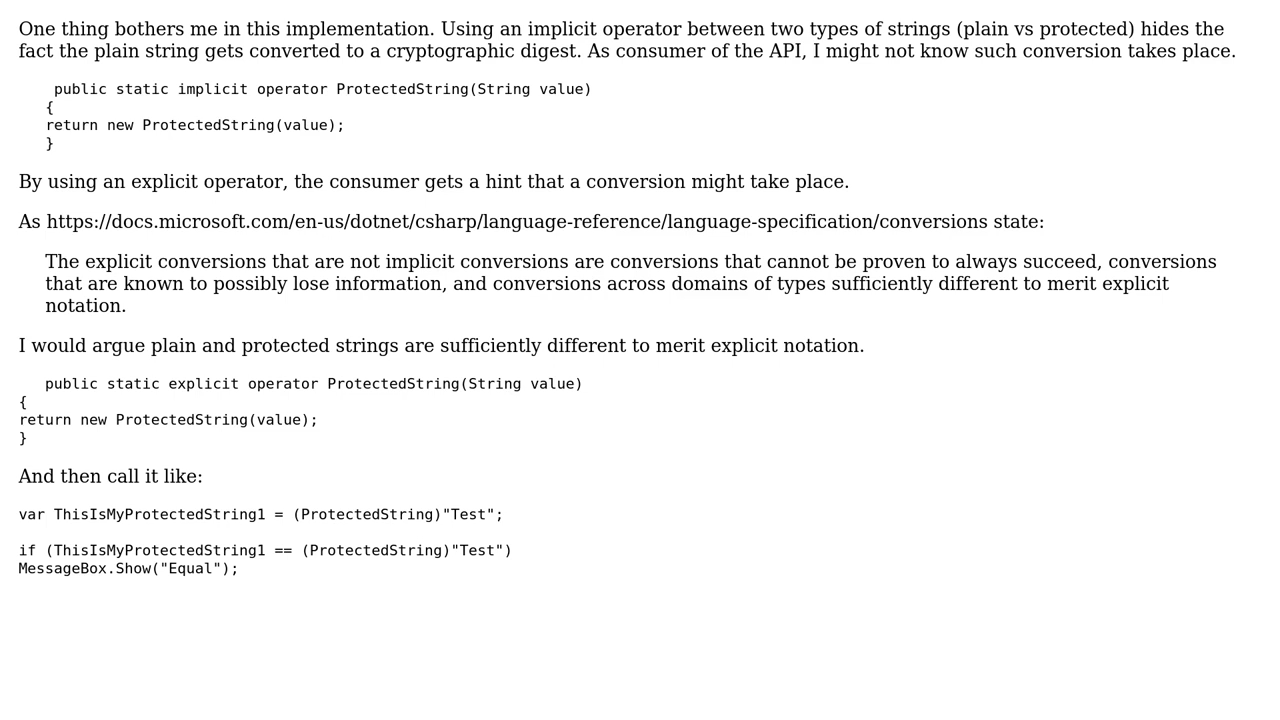 One thing bothers me in this implementation. Using an implicit operator between two types of strings (plain vs protected) hides the
fact the plain string gets converted to a cryptographic digest. As consumer of the API, I might not know such conversion takes place.
public static implicit operator ProtectedString(String value)
{
return new ProtectedString(value);
}
By using an explicit operator, the consumer gets a hint that a conversion might take place.
As https://docs.microsoft.com/en-us/dotnet/csharp/language-reference/language-specification/conversions state:
The explicit conversions that are not implicit conversions are conversions that cannot be proven to always succeed, conversions
that are known to possibly lose information, and conversions across domains of types sufficiently different to merit explicit
notation.
I would argue plain and protected strings are sufficiently different to merit explicit notation.
public static explicit operator ProtectedString(String value)
{
return new ProtectedString(value);
}
And then call it like:
var ThisIsMyProtectedString1 = (ProtectedString)"Test";
if (ThisIsMyProtectedString1 == (ProtectedString)"Test")
MessageBox.Show("Equal");